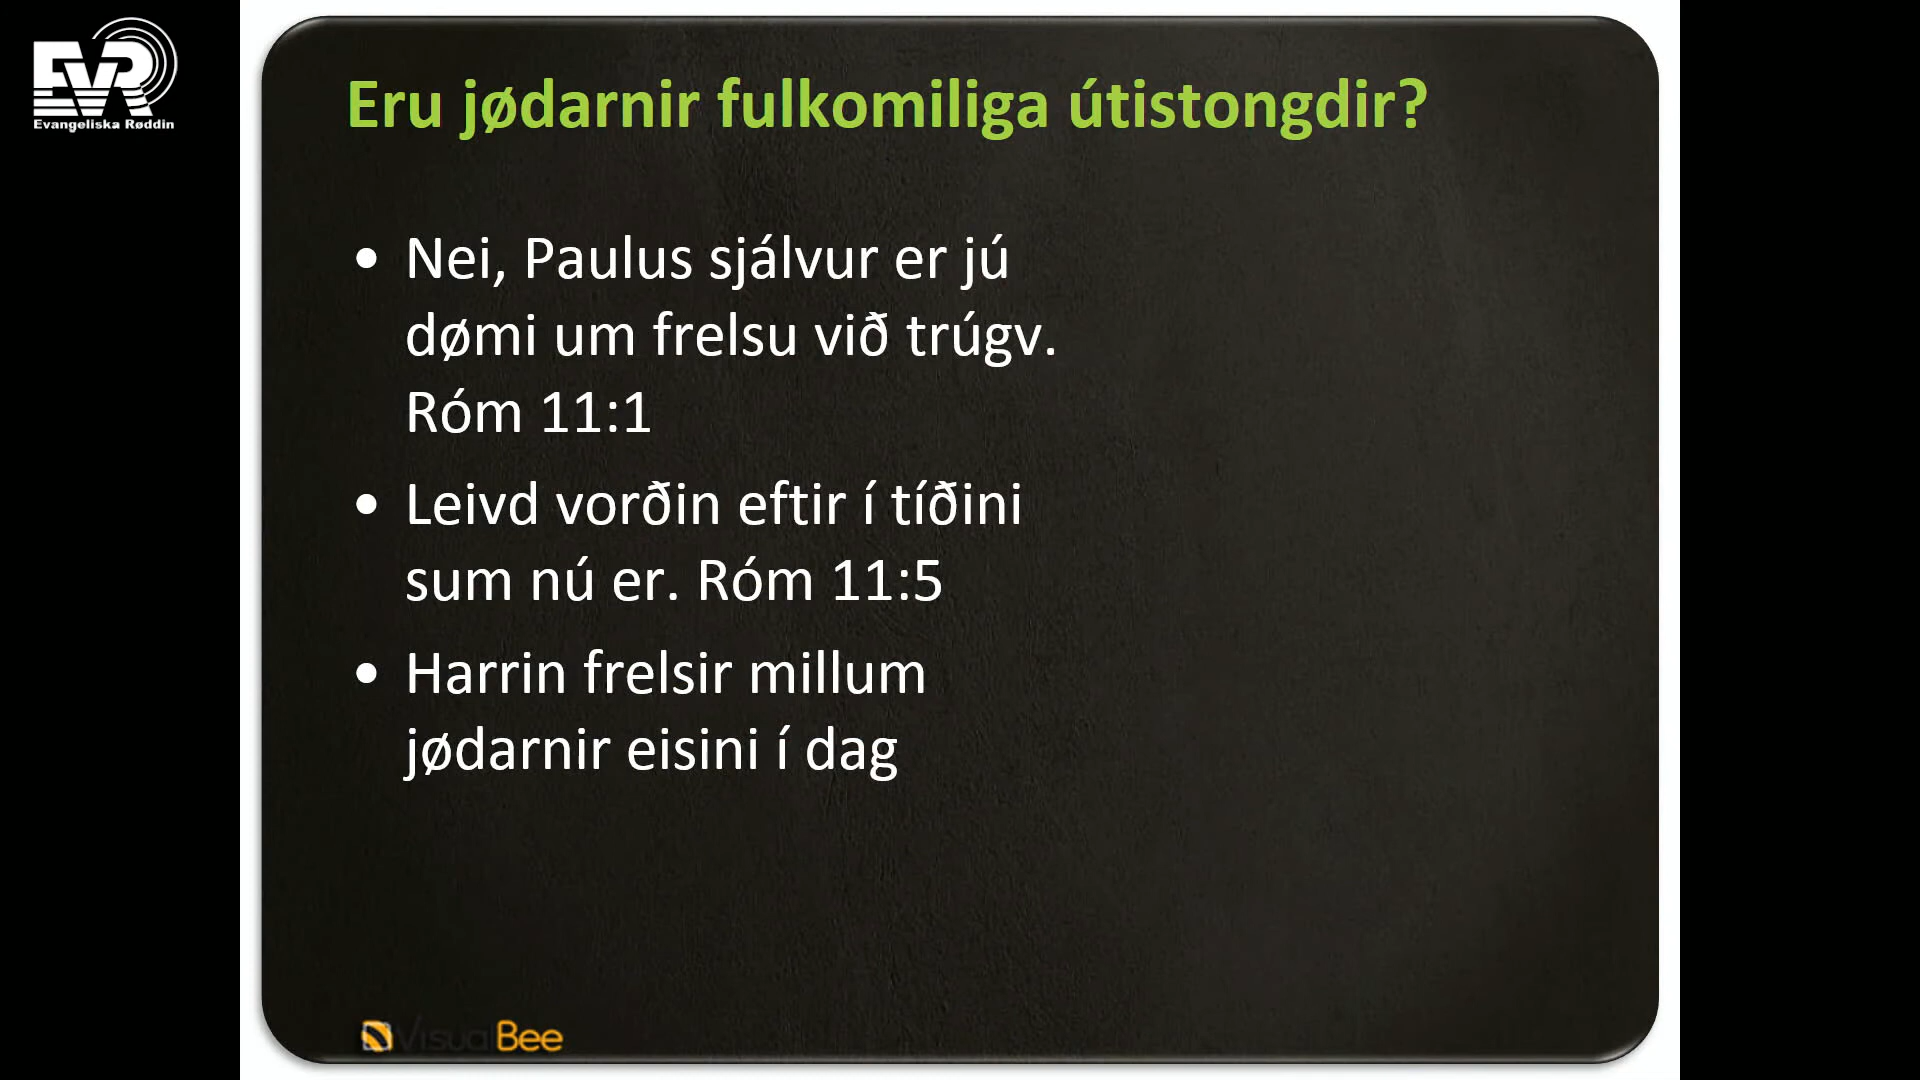 EVR
Evangeliska Røddin
Eru jødarnir fulkomiliga útistongdir?
• Nei, Paulus sjálvur er jú
dømi um frelsu við trúgv.
Róm 11:1
• Leivd vorðin eftir í tíðini
sum nú er. Róm 11:5
• Harrin frelsir millum
jødarnir eisini í dag
VisualBee